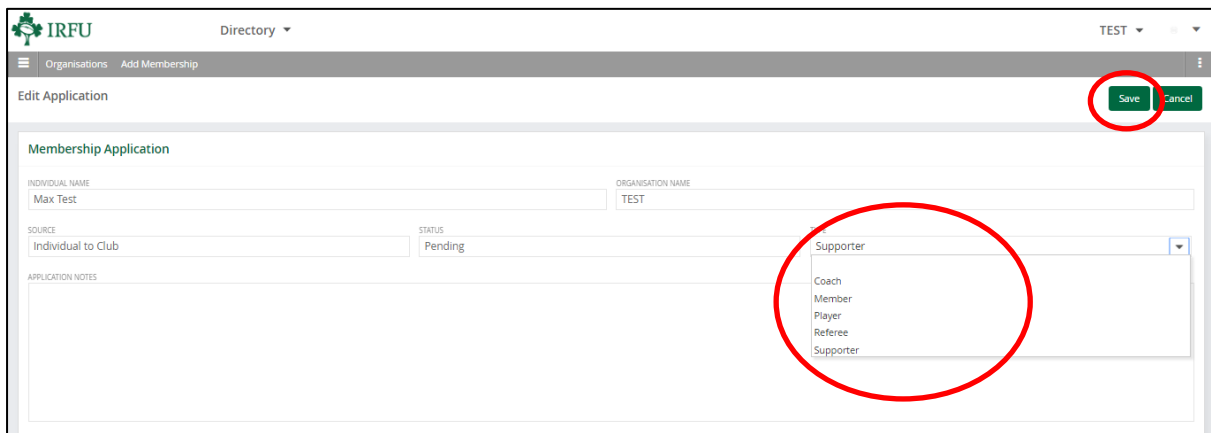 IRFU Directory TEST
Organisations Add Membership
Edit Application Save Cancel
Membership Application
INDIVIDUAL NAME ORGANISATION NAME
Max Test TEST
SOURCE STATUS
Individual to Club Pending Supporter
APPLICATION NOTES
Coach
Member
Player
Referee
Supporter